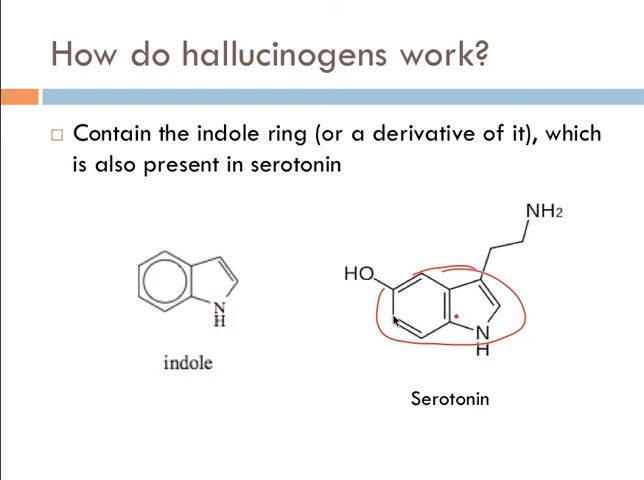 How do hallucinogens work?
Contain the indole ring (or a derivative of it), which
is also present in serotonin
NH2
HO
N
H
indole
N
H
Serotonin